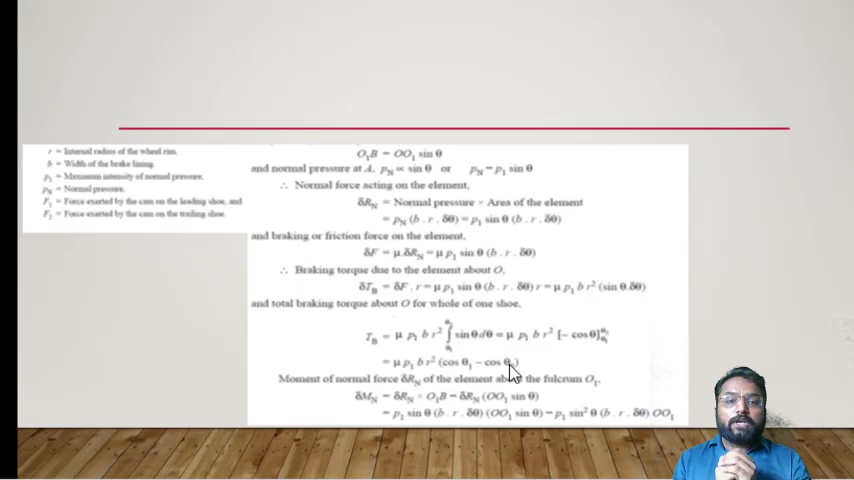 r = Internal radius of the wheel rim.
b = Width of the brake lining.
p₁ = Maximum intensity of normal pressure,
pN = Normal pressure,
F₁ = Force exerted by the cam on the leading shoe, and
F₂ = Force exerted by the cam on the trailing shoe.
O₁B = OO₁ sin θ
and normal pressure at A, pN ∝ sin θ or pN = p₁ sin θ
∴ Normal force acting on the element,
δRN = Normal pressure × Area of the element
= pN (b . r . δθ) = p₁ sin θ (b . r . δθ)
and braking or friction force on the element,
δF = μ.δRN = μ p₁ sin θ (b . r . δθ)
∴ Braking torque due to the element about O,
δTB = δF . r = μ p₁ sin θ (b . r . δθ) r = μ p₁ b r² (sin θ.δθ)
and total braking torque about O for whole of one shoe,
TB = μ p₁ b r² ∫θ₁θ₂ sin θ dθ = μ p₁ b r² [– cos θ]θ₁θ₂
= μ p₁ b r² (cos θ₁ – cos θ₂)
Moment of normal force δRN of the element about the fulcrum O₁,
δMN = δRN × O₁B = δRN (OO₁ sin θ)
= p₁ sin θ (b . r . δθ) (OO₁ sin θ) = p₁ sin² θ (b . r . δθ) OO₁